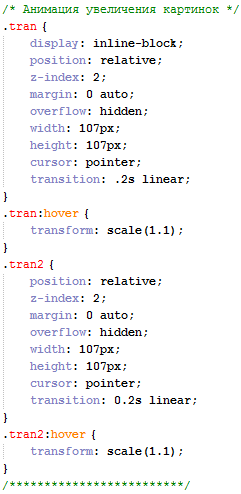 /* Анимация увеличения картинок */
.tran {
    display: inline-block;
    position: relative;
    z-index: 2;
    margin: 0 auto;
    overflow: hidden;
    width: 107px;
    height: 107px;
    cursor: pointer;
    transition: .2s linear;
}
.tran:hover {
    transform: scale(1.1);
}
.tran2 {
    position: relative;
    z-index: 2;
    margin: 0 auto;
    overflow: hidden;
    width: 107px;
    height: 107px;
    cursor: pointer;
    transition: 0.2s linear;
}
.tran2:hover {
    transform: scale(1.1);
}
/*************************/